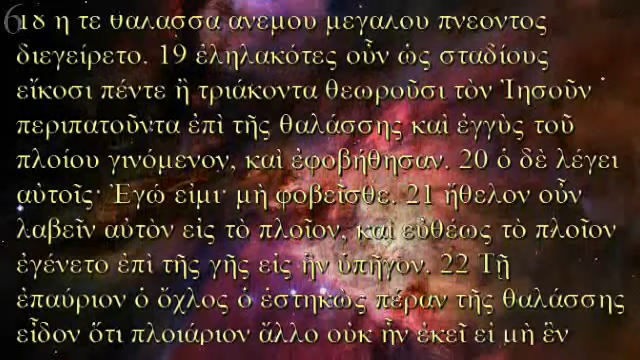 6
18 ἥ τε θάλασσα ἀνέμου μεγάλου πνέοντος
διεγείρετο. 19 ἐληλακότες οὖν ὡς σταδίους
εἴκοσι πέντε ἢ τριάκοντα θεωροῦσι τὸν Ἰησοῦν
περιπατοῦντα ἐπὶ τῆς θαλάσσης καὶ ἐγγὺς τοῦ
πλοίου γινόμενον, καὶ ἐφοβήθησαν. 20 ὁ δὲ λέγει
αὐτοῖς· Ἐγώ εἰμι· μὴ φοβεῖσθε. 21 ἤθελον οὖν
λαβεῖν αὐτὸν εἰς τὸ πλοῖον, καὶ εὐθέως τὸ πλοῖον
ἐγένετο ἐπὶ τῆς γῆς εἰς ἣν ὑπῆγον. 22 Τῇ
ἐπαύριον ὁ ὄχλος ὁ ἑστηκὼς πέραν τῆς θαλάσσης
εἶδον ὅτι πλοιάριον ἄλλο οὐκ ἦν ἐκεῖ εἰ μὴ ἓν